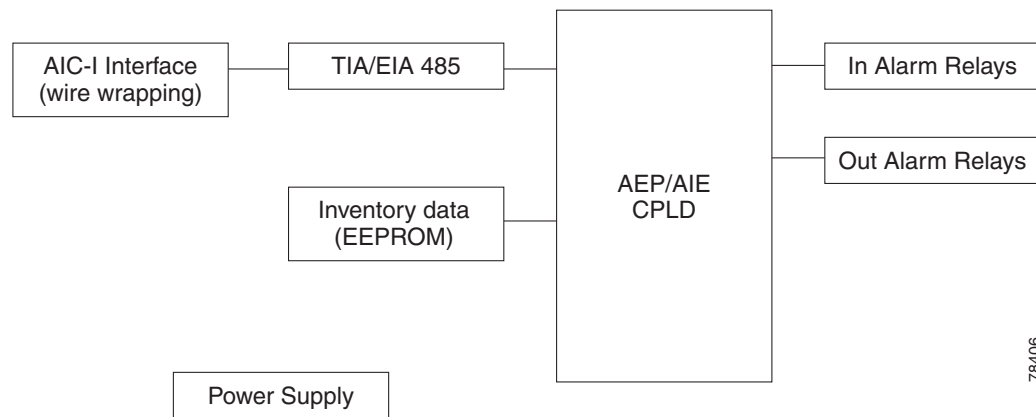 AIC-I Interface
(wire wrapping)
TIA/EIA 485
In Alarm Relays
Out Alarm Relays
AEP/AIE
CPLD
Inventory data
(EEPROM)
Power Supply
78406